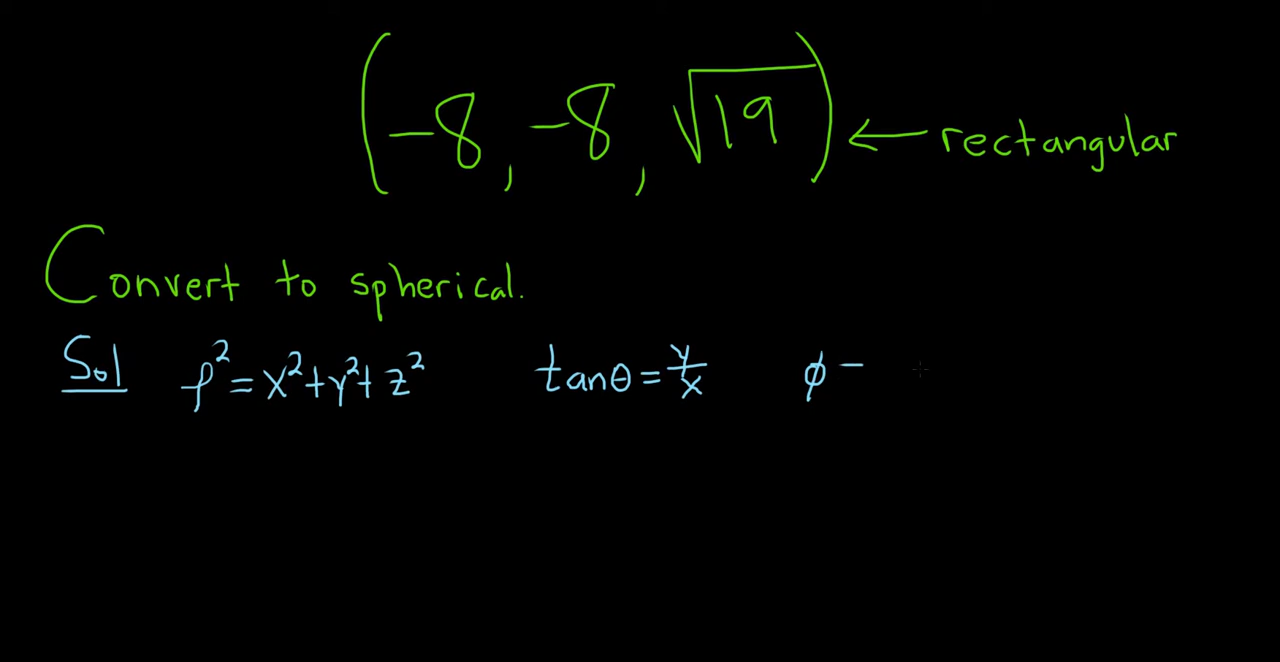 (-8, -8, √19) ← rectangular
Convert to spherical.
Sol ρ² = x² + y² + z² tanθ = y/x ϕ −